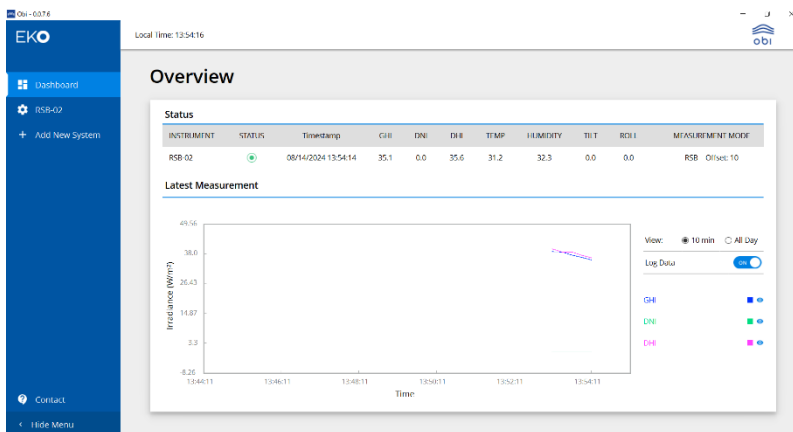 Obi - 0.0.7.6
EKO
Local Time: 13:54:16
obi
Dashboard
RSB-02
+ Add New System
Overview
Status
INSTRUMENT STATUS Timestamp GHI DNI DHI TEMP HUMIDITY TILT ROLL MEASUREMENT MODE
RSB-02 08/14/2024 13:54:14 35.1 0.0 35.6 31.2 32.3 0.0 0.0 RSB Offset: 10
Latest Measurement
49.56
38.0
26.43
14.87
3.3
-8.26
Irradiance (W/m²)
13:44:11 13:46:11 13:48:11 13:50:11 13:52:11 13:54:11
Time
View: 10 min All Day
Log Data ON
GHI
DNI
DHI
Contact
Hide Menu